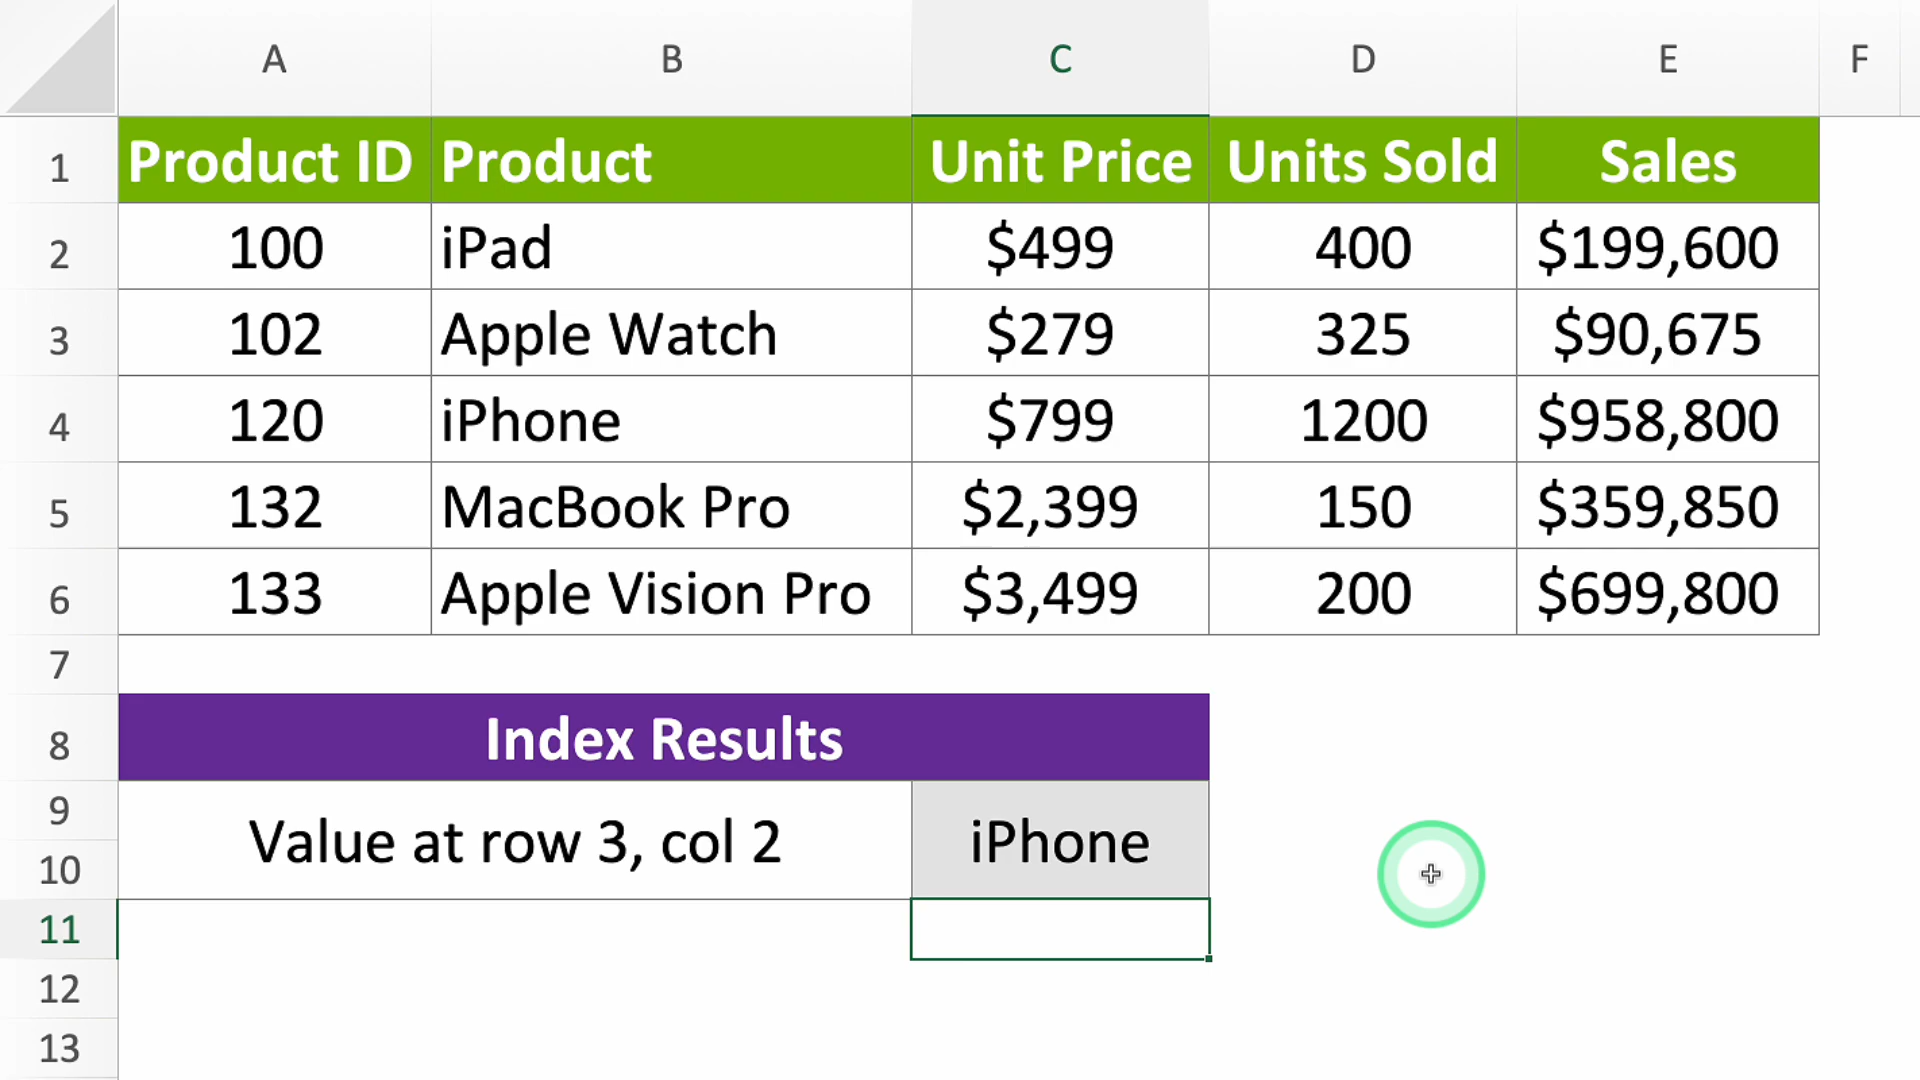 A B C D E F
1 Product ID Product Unit Price Units Sold Sales
2 100 iPad $499 400 $199,600
3 102 Apple Watch $279 325 $90,675
4 120 iPhone $799 1200 $958,800
5 132 MacBook Pro $2,399 150 $359,850
6 133 Apple Vision Pro $3,499 200 $699,800
7
8 Index Results
9
Value at row 3, col 2 iPhone
10
11
12
13